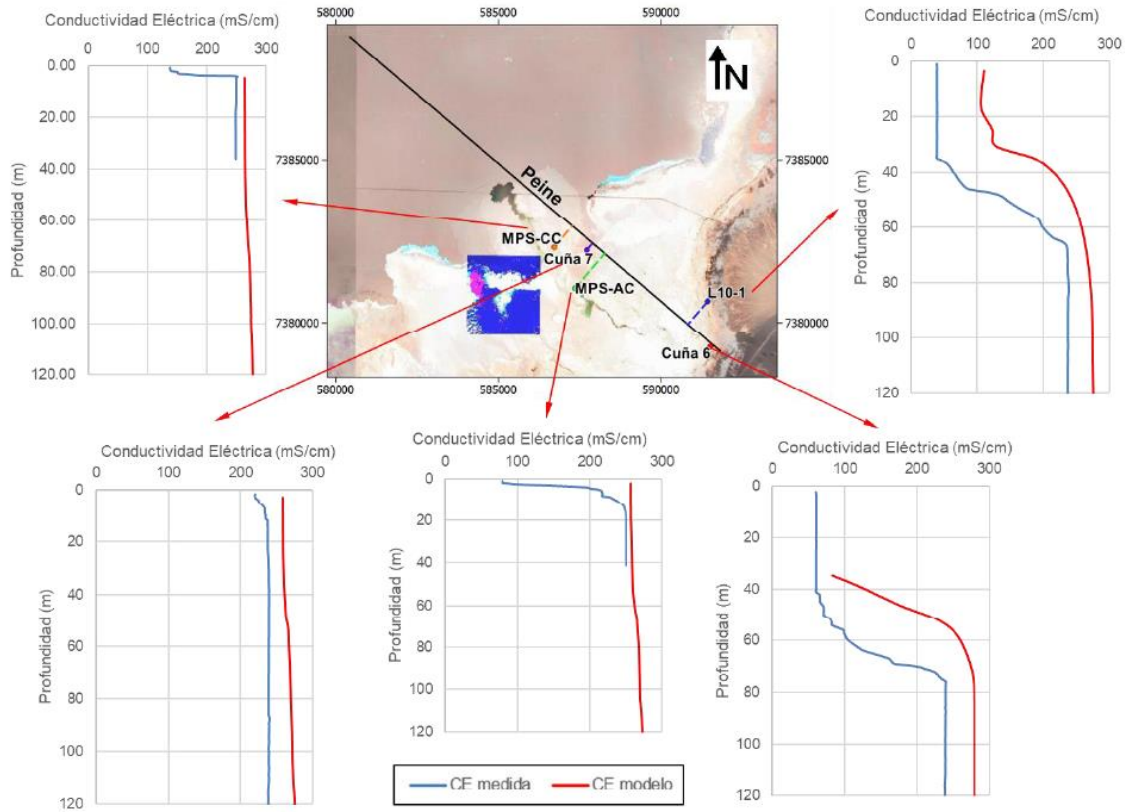 Conductividad Eléctrica (mS/cm)
0 100 200 300
0.00
20.00
40.00
60.00
80.00
100.00
120.00
Profundidad (m)
580000 585000 590000
7385000 7385000
7380000 7380000
580000 585000 590000
N
Peine
MPS-CC
Cuña 7
MPS-AC
L10-1
Cuña 6
Conductividad Eléctrica (mS/cm)
0 100 200 300
0
20
40
60
80
100
120
Profundidad (m)
Conductividad Eléctrica (mS/cm)
0 100 200 300
0
20
40
60
80
100
120
Profundidad (m)
Conductividad Eléctrica (mS/cm)
0 100 200 300
0
20
40
60
80
100
120
Profundidad (m)
Conductividad Eléctrica (mS/cm)
0 100 200 300
0
20
40
60
80
100
120
Profundidad (m)
CE medida CE modelo